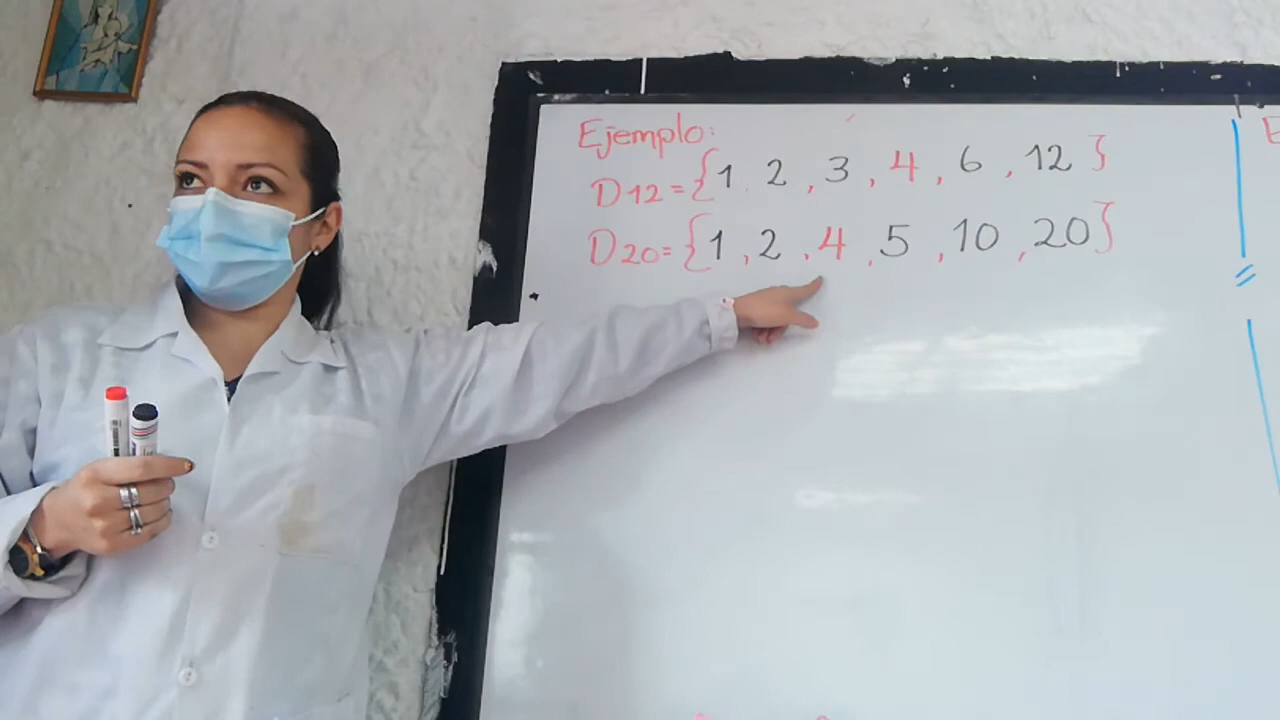 Ejemplo:
D12={1, 2, 3, 4, 6, 12}
D20={1, 2, 4, 5, 10, 20}
E